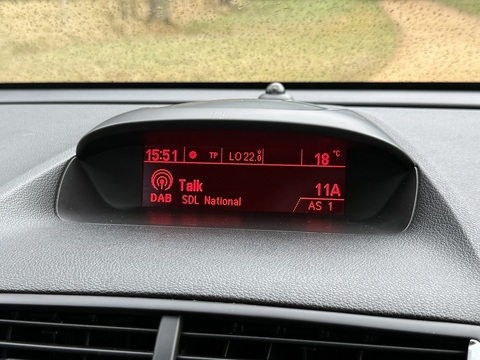 15:51 TP LO 22.0 18 °C
Talk 11A
DAB SDL National AS 1